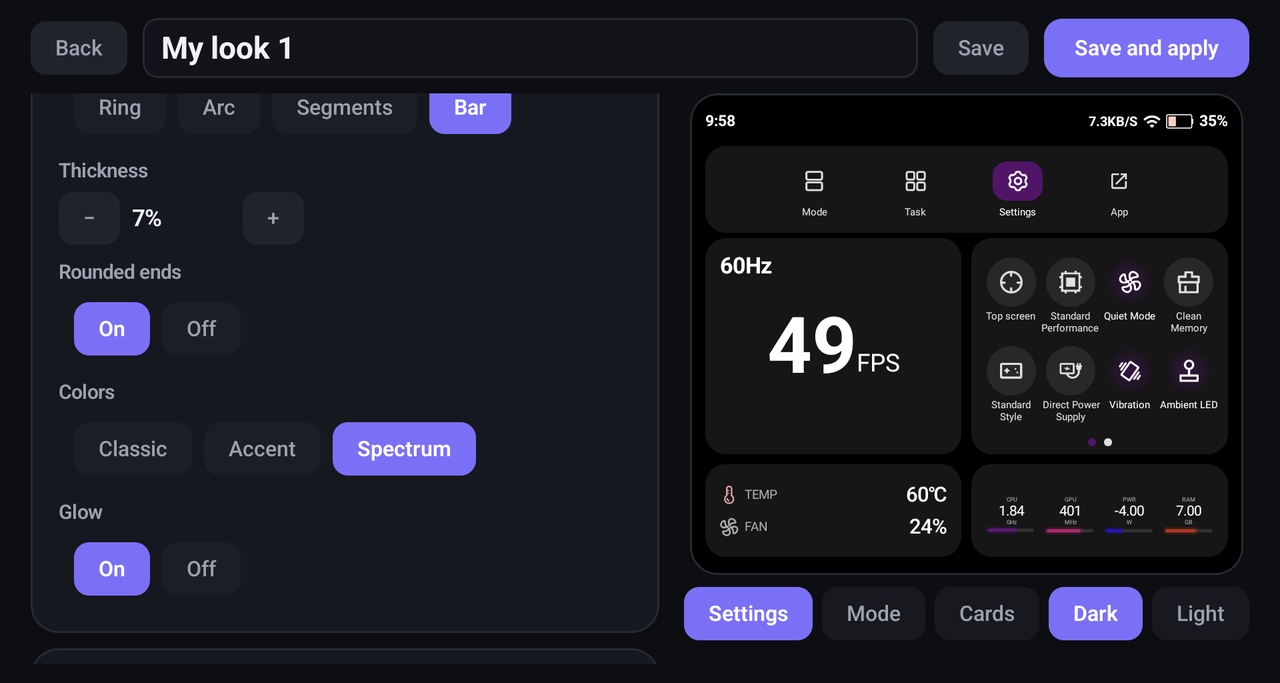 Back
My look 1
Save
Save and apply
Ring
Arc
Segments
Bar
Thickness
−
7%
+
Rounded ends
On
Off
Colors
Classic
Accent
Spectrum
Glow
On
Off
9:58
7.3KB/S
35%
Mode
Task
Settings
App
60Hz
49FPS
Top screen
Standard
Performance
Quiet Mode
Clean
Memory
Standard
Style
Direct Power
Supply
Vibration
Ambient LED
TEMP
60℃
FAN
24%
CPU
1.84
GHz
GPU
401
MHz
PWR
-4.00
W
RAM
7.00
GB
Settings
Mode
Cards
Dark
Light